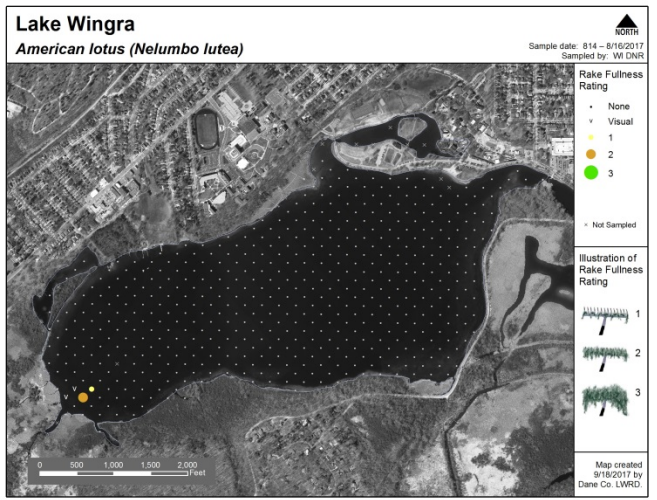 Lake Wingra
American lotus (Nelumbo lutea)
NORTH
Sample date: 814 – 8/16/2017
Sampled by: WI DNR
Rake Fullness
Rating
None
v Visual
1
2
3
× Not Sampled
Illustration of
Rake Fullness
Rating
1
2
3
v
v
0 500 1,000 1,500 2,000
Feet
Map created
9/18/2017 by
Dane Co. LWRD.